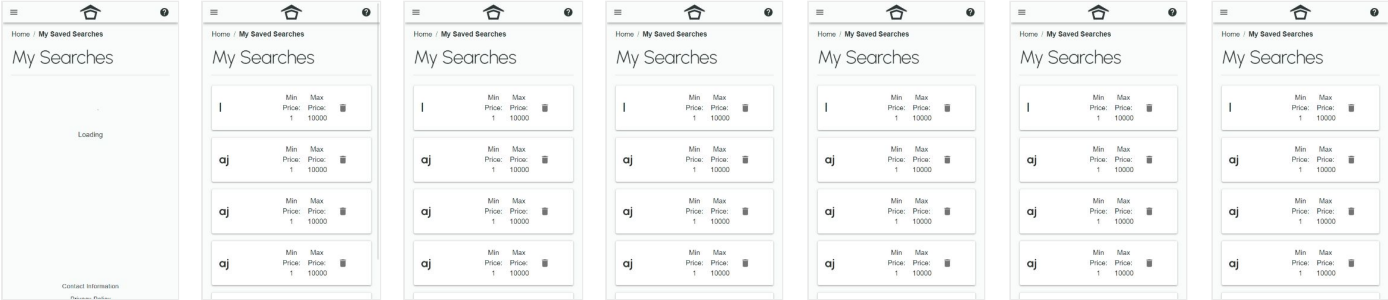 Home / My Saved Searches
My Searches
Loading
Contact Information
Privacy Policy
Home / My Saved Searches
My Searches
l
Min Price: 1
Max Price: 10000
aj
Min Price: 1
Max Price: 10000
aj
Min Price: 1
Max Price: 10000
aj
Min Price: 1
Max Price: 10000
Home / My Saved Searches
My Searches
l
Min Price: 1
Max Price: 10000
aj
Min Price: 1
Max Price: 10000
aj
Min Price: 1
Max Price: 10000
aj
Min Price: 1
Max Price: 10000
Home / My Saved Searches
My Searches
l
Min Price: 1
Max Price: 10000
aj
Min Price: 1
Max Price: 10000
aj
Min Price: 1
Max Price: 10000
aj
Min Price: 1
Max Price: 10000
Home / My Saved Searches
My Searches
l
Min Price: 1
Max Price: 10000
aj
Min Price: 1
Max Price: 10000
aj
Min Price: 1
Max Price: 10000
aj
Min Price: 1
Max Price: 10000
Home / My Saved Searches
My Searches
l
Min Price: 1
Max Price: 10000
aj
Min Price: 1
Max Price: 10000
aj
Min Price: 1
Max Price: 10000
aj
Min Price: 1
Max Price: 10000
Home / My Saved Searches
My Searches
l
Min Price: 1
Max Price: 10000
aj
Min Price: 1
Max Price: 10000
aj
Min Price: 1
Max Price: 10000
aj
Min Price: 1
Max Price: 10000